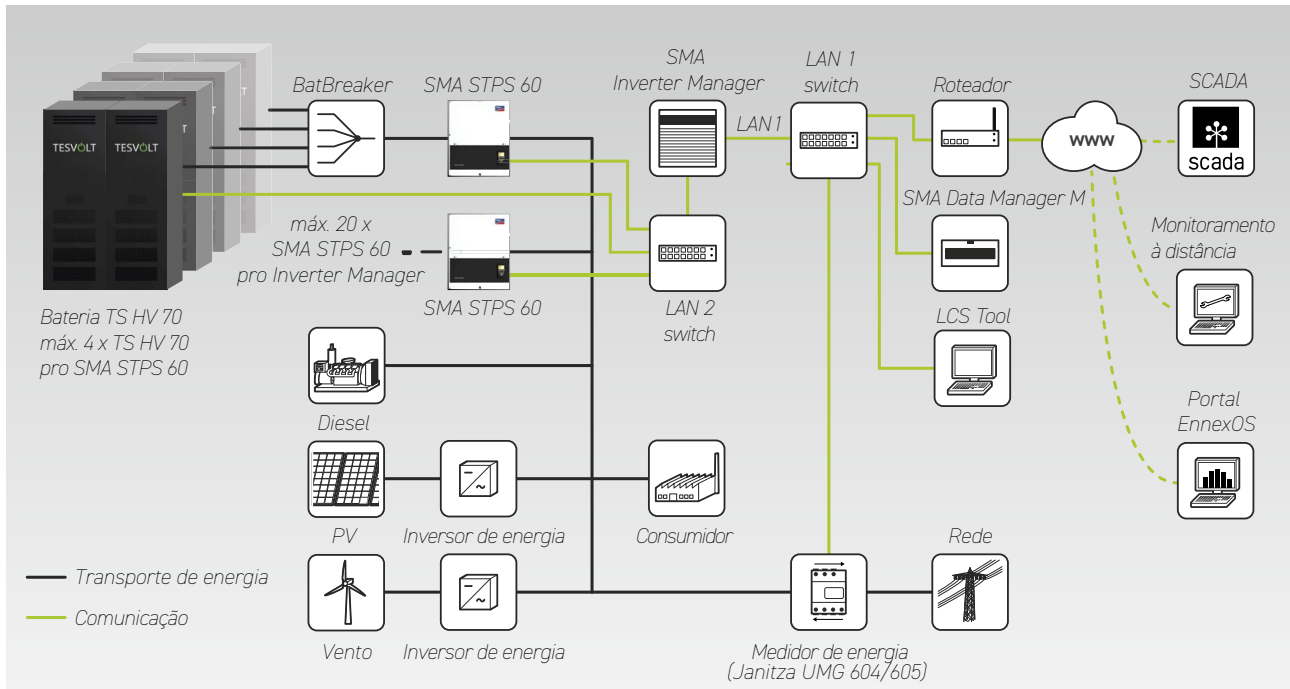 BatBreaker
SMA STPS 60
SMA
Inverter Manager
LAN 1
switch
Roteador
SCADA
LAN 1
www
scada
TESVOLT
TESVOLT
SMA Data Manager M
máx. 20 x
SMA STPS 60
pro Inverter Manager
Monitoramento
à distância
SMA STPS 60
LAN 2
switch
LCS Tool
Bateria TS HV 70
máx. 4 x TS HV 70
pro SMA STPS 60
Diesel
Portal
EnnexOS
PV
Inversor de energia
Consumidor
Rede
Transporte de energia
Comunicação
Vento
Inversor de energia
Medidor de energia
(Janitza UMG 604/605)